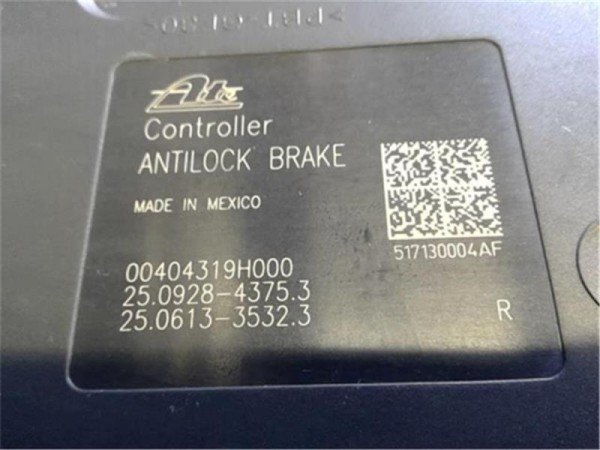 Ate
Controller
ANTILOCK BRAKE
MADE IN MEXICO
517130004AF
00404319H000
25.0928-4375.3
25.0613-3532.3
R